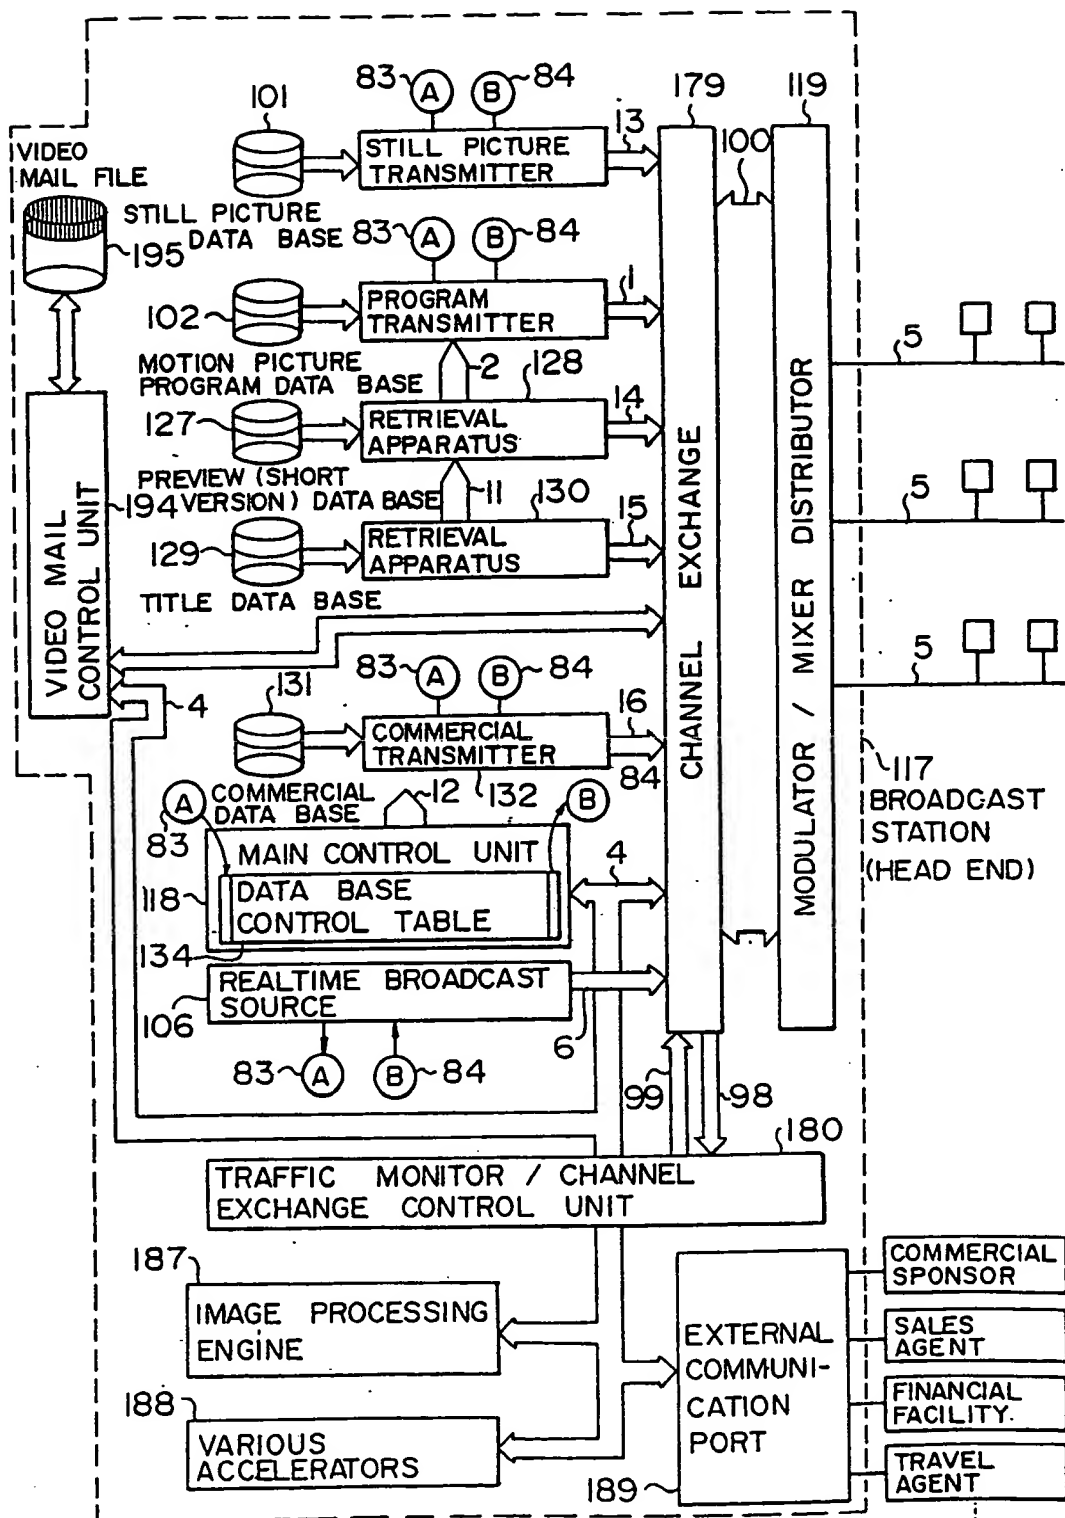 83 A B 84
179
119
101
13
100
VIDEO
MAIL FILE
STILL PICTURE
TRANSMITTER
STILL PICTURE
DATA BASE
195
83 A B 84
1
102
PROGRAM
TRANSMITTER
MOTION PICTURE
PROGRAM DATA BASE
2
128
5
127
RETRIEVAL
APPARATUS
14
PREVIEW (SHORT
VERSION) DATA BASE
11
130
194
VIDEO MAIL
CONTROL UNIT
129
RETRIEVAL
APPARATUS
15
5
TITLE DATA BASE
CHANNEL EXCHANGE
MODULATOR / MIXER DISTRIBUTOR
4
131
83 A B 84
COMMERCIAL
TRANSMITTER
16
5
132
84
117
BROADCAST
STATION
(HEAD END)
A
83
COMMERCIAL
DATA BASE
12
B
MAIN CONTROL UNIT
118
DATA BASE
CONTROL TABLE
134
4
REALTIME BROADCAST
SOURCE
106
6
83 A B 84
99
98
180
TRAFFIC MONITOR / CHANNEL
EXCHANGE CONTROL UNIT
187
IMAGE PROCESSING
ENGINE
188
VARIOUS
ACCELERATORS
EXTERNAL
COMMUNI-
CATION
PORT
189
COMMERCIAL
SPONSOR
SALES
AGENT
FINANCIAL
FACILITY.
TRAVEL
AGENT